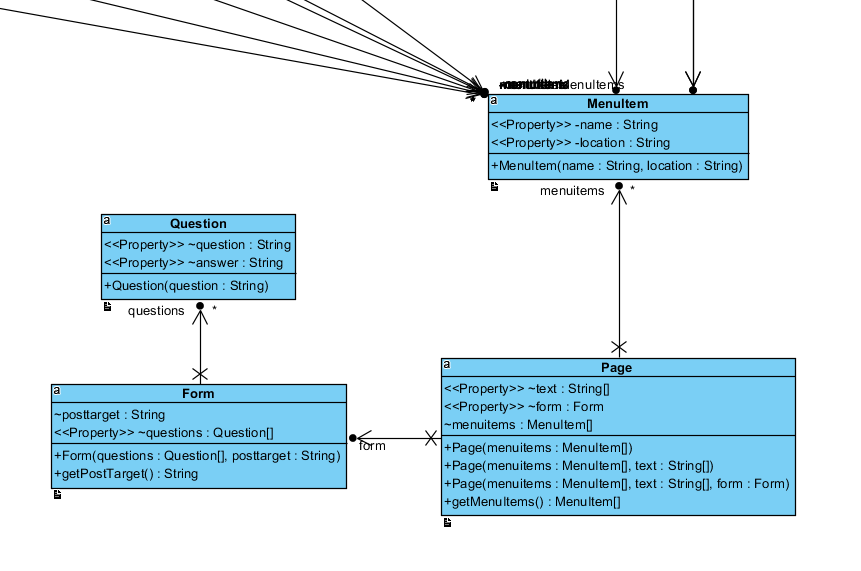 MenuItems
*
a
MenuItem
<<Property>> -name : String
<<Property>> -location : String
+MenuItem(name : String, location : String)
menuitems
*
a
Question
<<Property>> ~question : String
<<Property>> ~answer : String
+Question(question : String)
questions
*
a
Form
~posttarget : String
<<Property>> ~questions : Question[]
+Form(questions : Question[], posttarget : String)
+getPostTarget() : String
form
a
Page
<<Property>> ~text : String[]
<<Property>> ~form : Form
~menuitems : MenuItem[]
+Page(menuitems : MenuItem[])
+Page(menuitems : MenuItem[], text : String[])
+Page(menuitems : MenuItem[], text : String[], form : Form)
+getMenuItems() : MenuItem[]